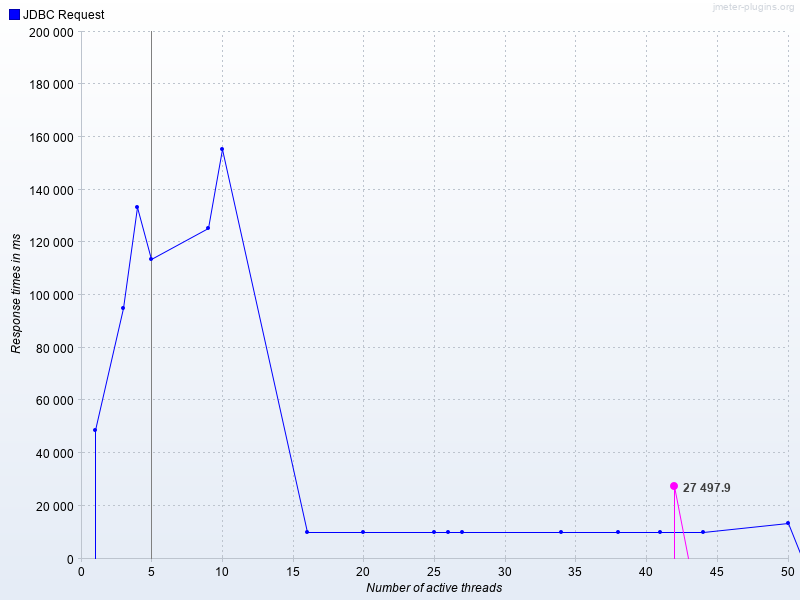 JDBC Request
jmeter-plugins.org
200 000
180 000
160 000
140 000
120 000
100 000
80 000
60 000
40 000
20 000
0
Response times in ms
27 497.9
0 5 10 15 20 25 30 35 40 45 50
Number of active threads